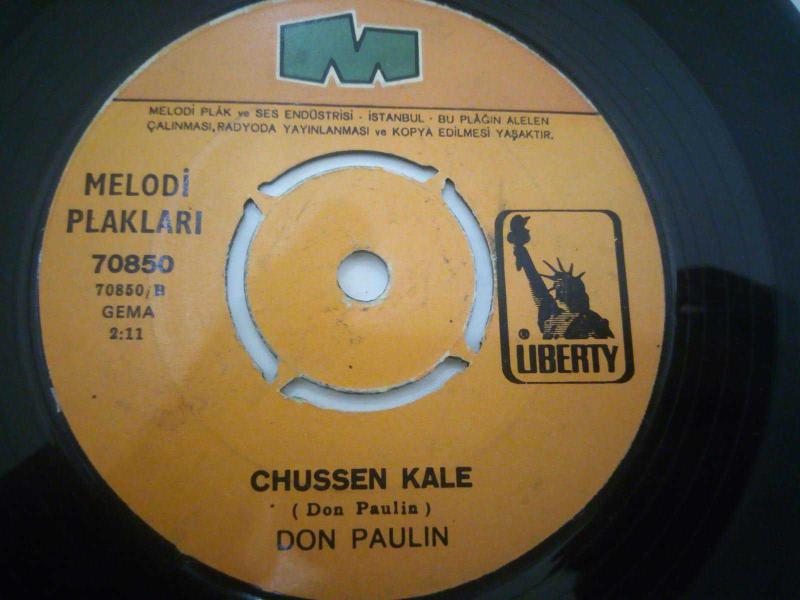 MELODİ PLÂK ve SES ENDÜSTRİSİ - İSTANBUL - BU PLÂĞIN ALELEN
ÇALINMASI, RADYODA YAYINLANMASI ve KOPYA EDİLMESİ YAŞAKTIR.
MELODİ
PLAKLARI
70850
70850/B
GEMA
2:11
LIBERTY
CHUSSEN KALE
( Don Paulin )
DON PAULIN